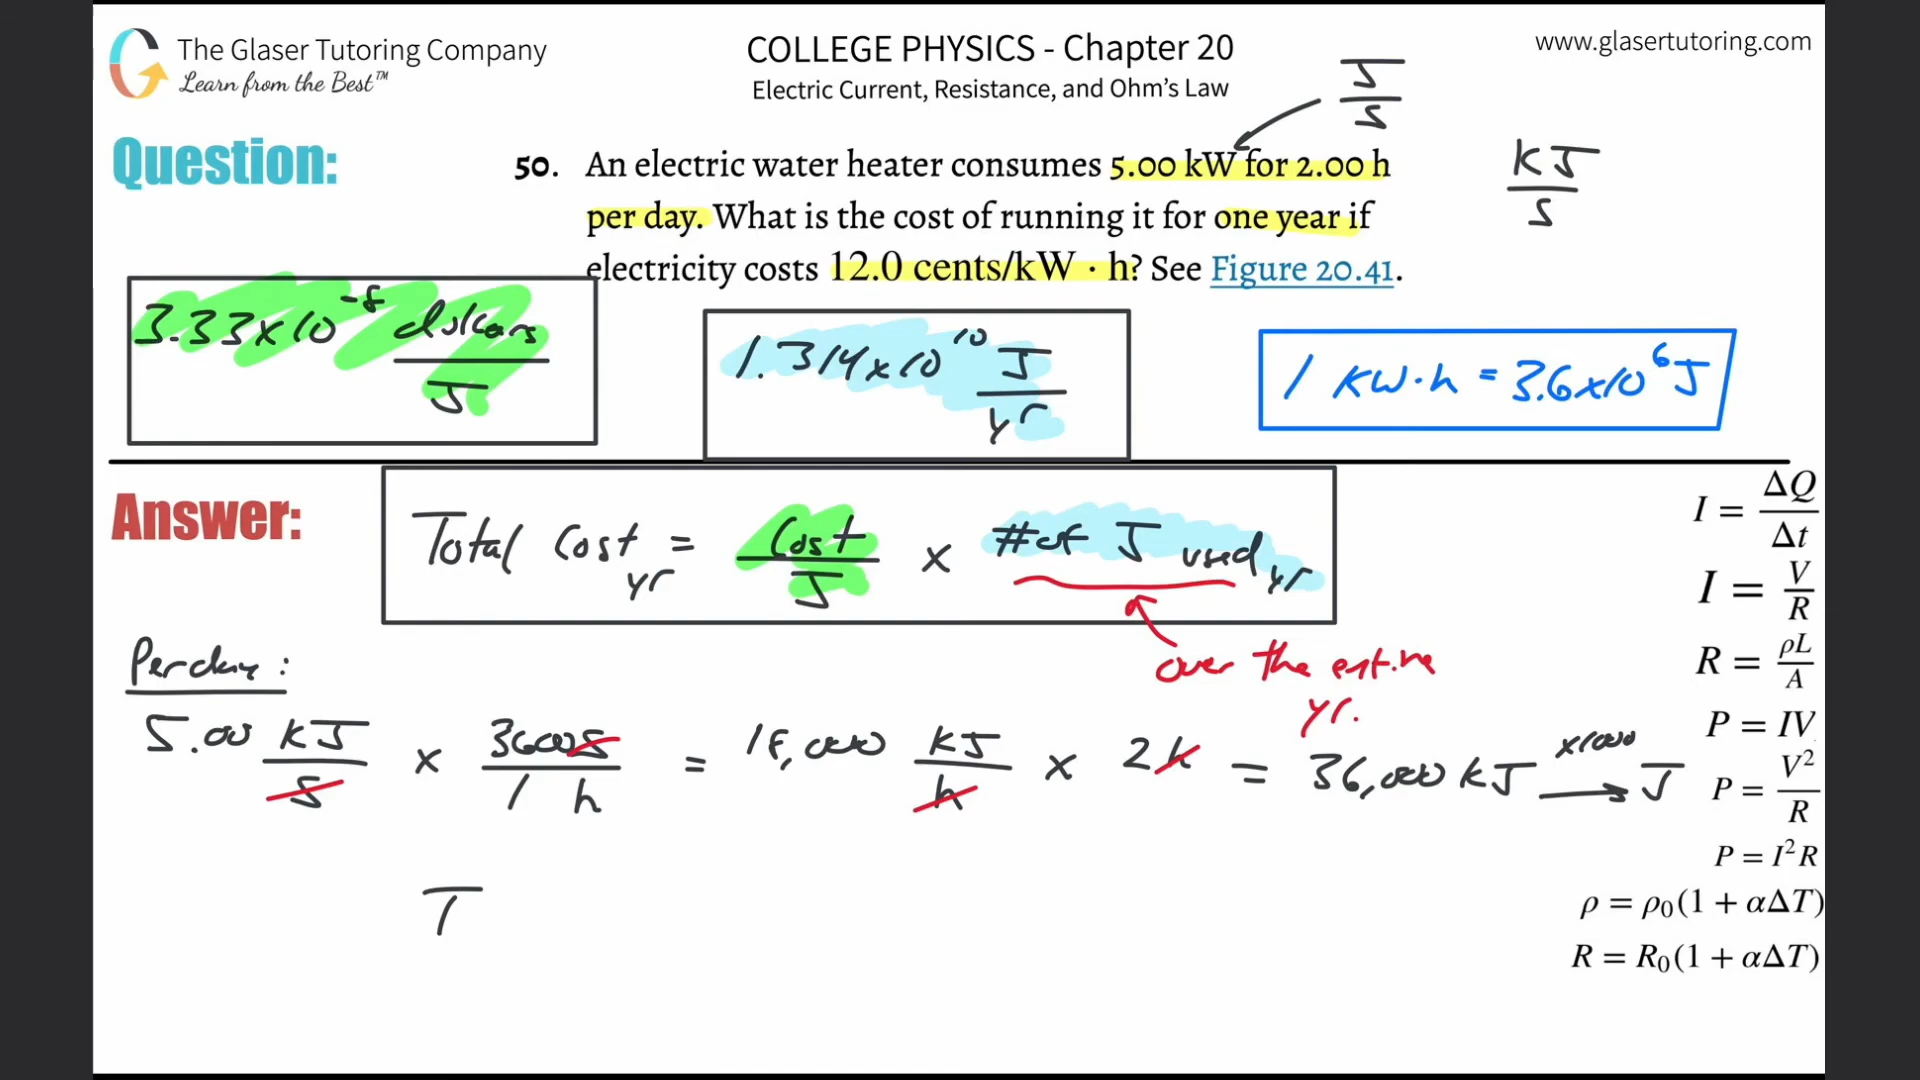 The Glaser Tutoring Company
Learn from the Best™
COLLEGE PHYSICS - Chapter 20
Electric Current, Resistance, and Ohm's Law
www.glasertutoring.com
J/s
kJ/s
Question:
50. An electric water heater consumes 5.00 kW for 2.00 h
per day. What is the cost of running it for one year if
electricity costs 12.0 cents/kW · h? See Figure 20.41.
3.33x10^-8 dollars/J
1.314x10^10 J/yr
1 kW·h = 3.6x10^6 J
Answer:
Total Cost yr = Cost/J x # of J used yr
over the entire
yr.
Per day:
5.00 kJ/s x 3600s/1 h = 18,000 kJ/h x 2h = 36,000 kJ x1000 → J
T
I = ΔQ/Δt
I = V/R
R = ρL/A
P = IV
P = V²/R
P = I²R
ρ = ρ₀(1 + αΔT)
R = R₀(1 + αΔT)